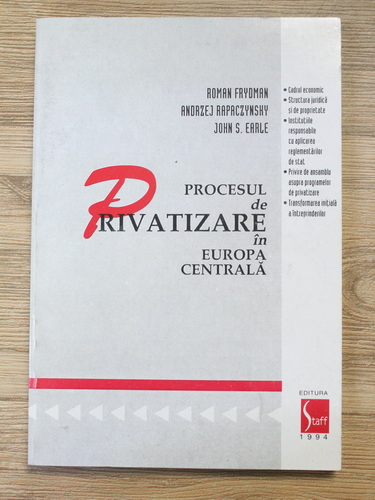 ROMAN FRYDMAN
ANDRZEJ RAPACZYNSKY
JOHN S. EARLE
• Cadrul economic
• Structura juridică
și de proprietate
• Instituțiile
responsabile
cu aplicarea
reglementărilor
de stat
• Privire de ansamblu
asupra programelor
de privatizare
• Transformarea inițială
a întreprinderilor
PROCESUL
de
PRIVATIZARE
în
EUROPA
CENTRALĂ
EDITURA
Staff
1994